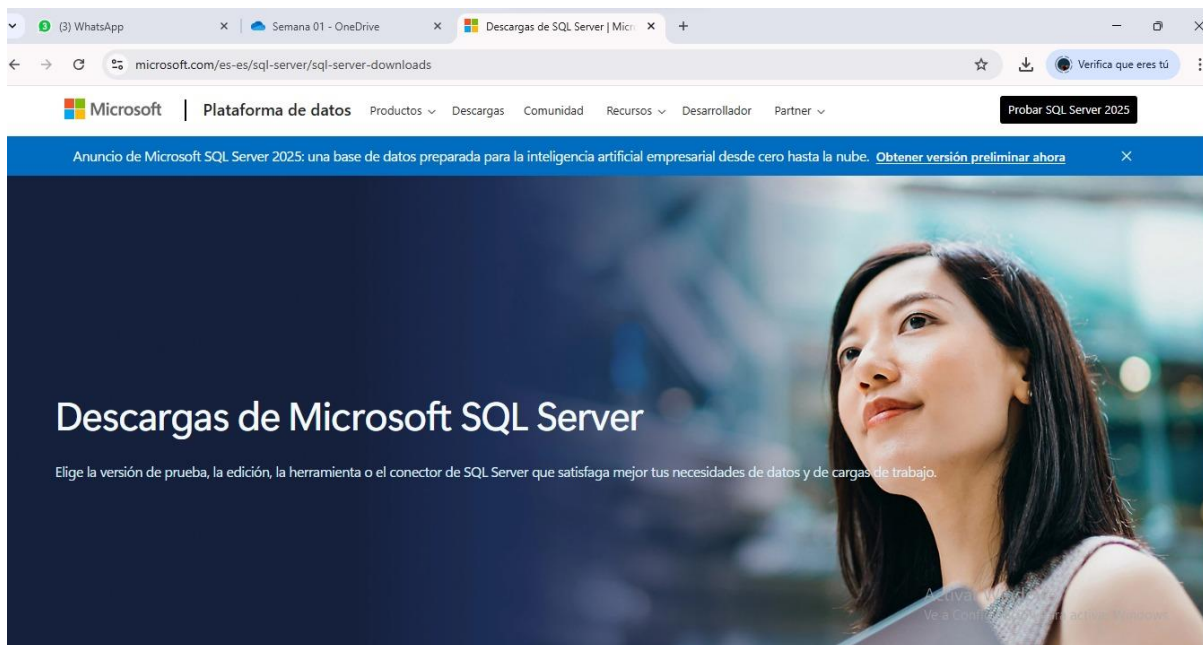 3 (3) WhatsApp
Semana 01 - OneDrive
Descargas de SQL Server | Micr
microsoft.com/es-es/sql-server/sql-server-downloads
Verifica que eres tú
Microsoft
Plataforma de datos
Productos
Descargas
Comunidad
Recursos
Desarrollador
Partner
Probar SQL Server 2025
Anuncio de Microsoft SQL Server 2025: una base de datos preparada para la inteligencia artificial empresarial desde cero hasta la nube. Obtener versión preliminar ahora
Descargas de Microsoft SQL Server
Elige la versión de prueba, la edición, la herramienta o el conector de SQL Server que satisfaga mejor tus necesidades de datos y de cargas de trabajo.
Activar
Ve a